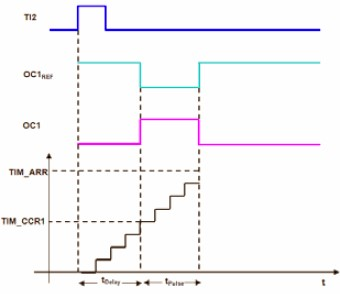 TI2
OC1REF
OC1
TIM_ARR
TIM_CCR1
tDelay
tPulse
t